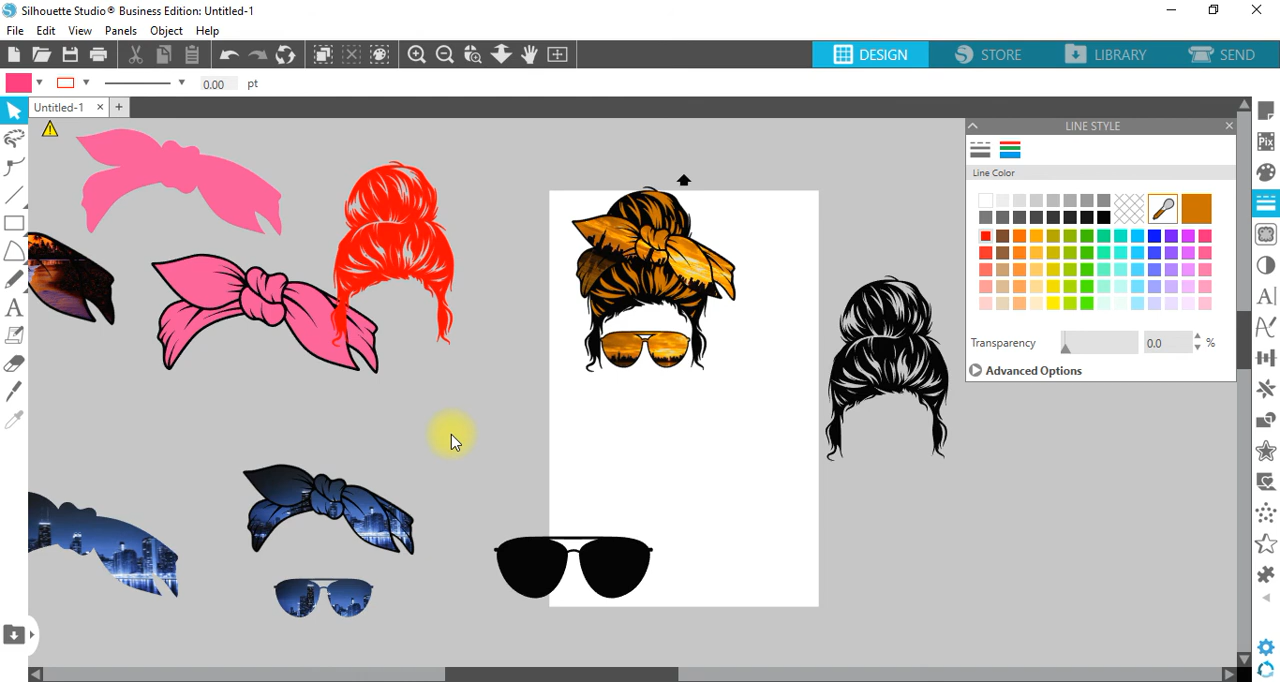 Silhouette Studio® Business Edition: Untitled-1
File Edit View Panels Object Help
DESIGN STORE LIBRARY SEND
0.00 pt
Untitled-1 × +
LINE STYLE
Line Color
Transparency 0.0 %
Advanced Options
Pix